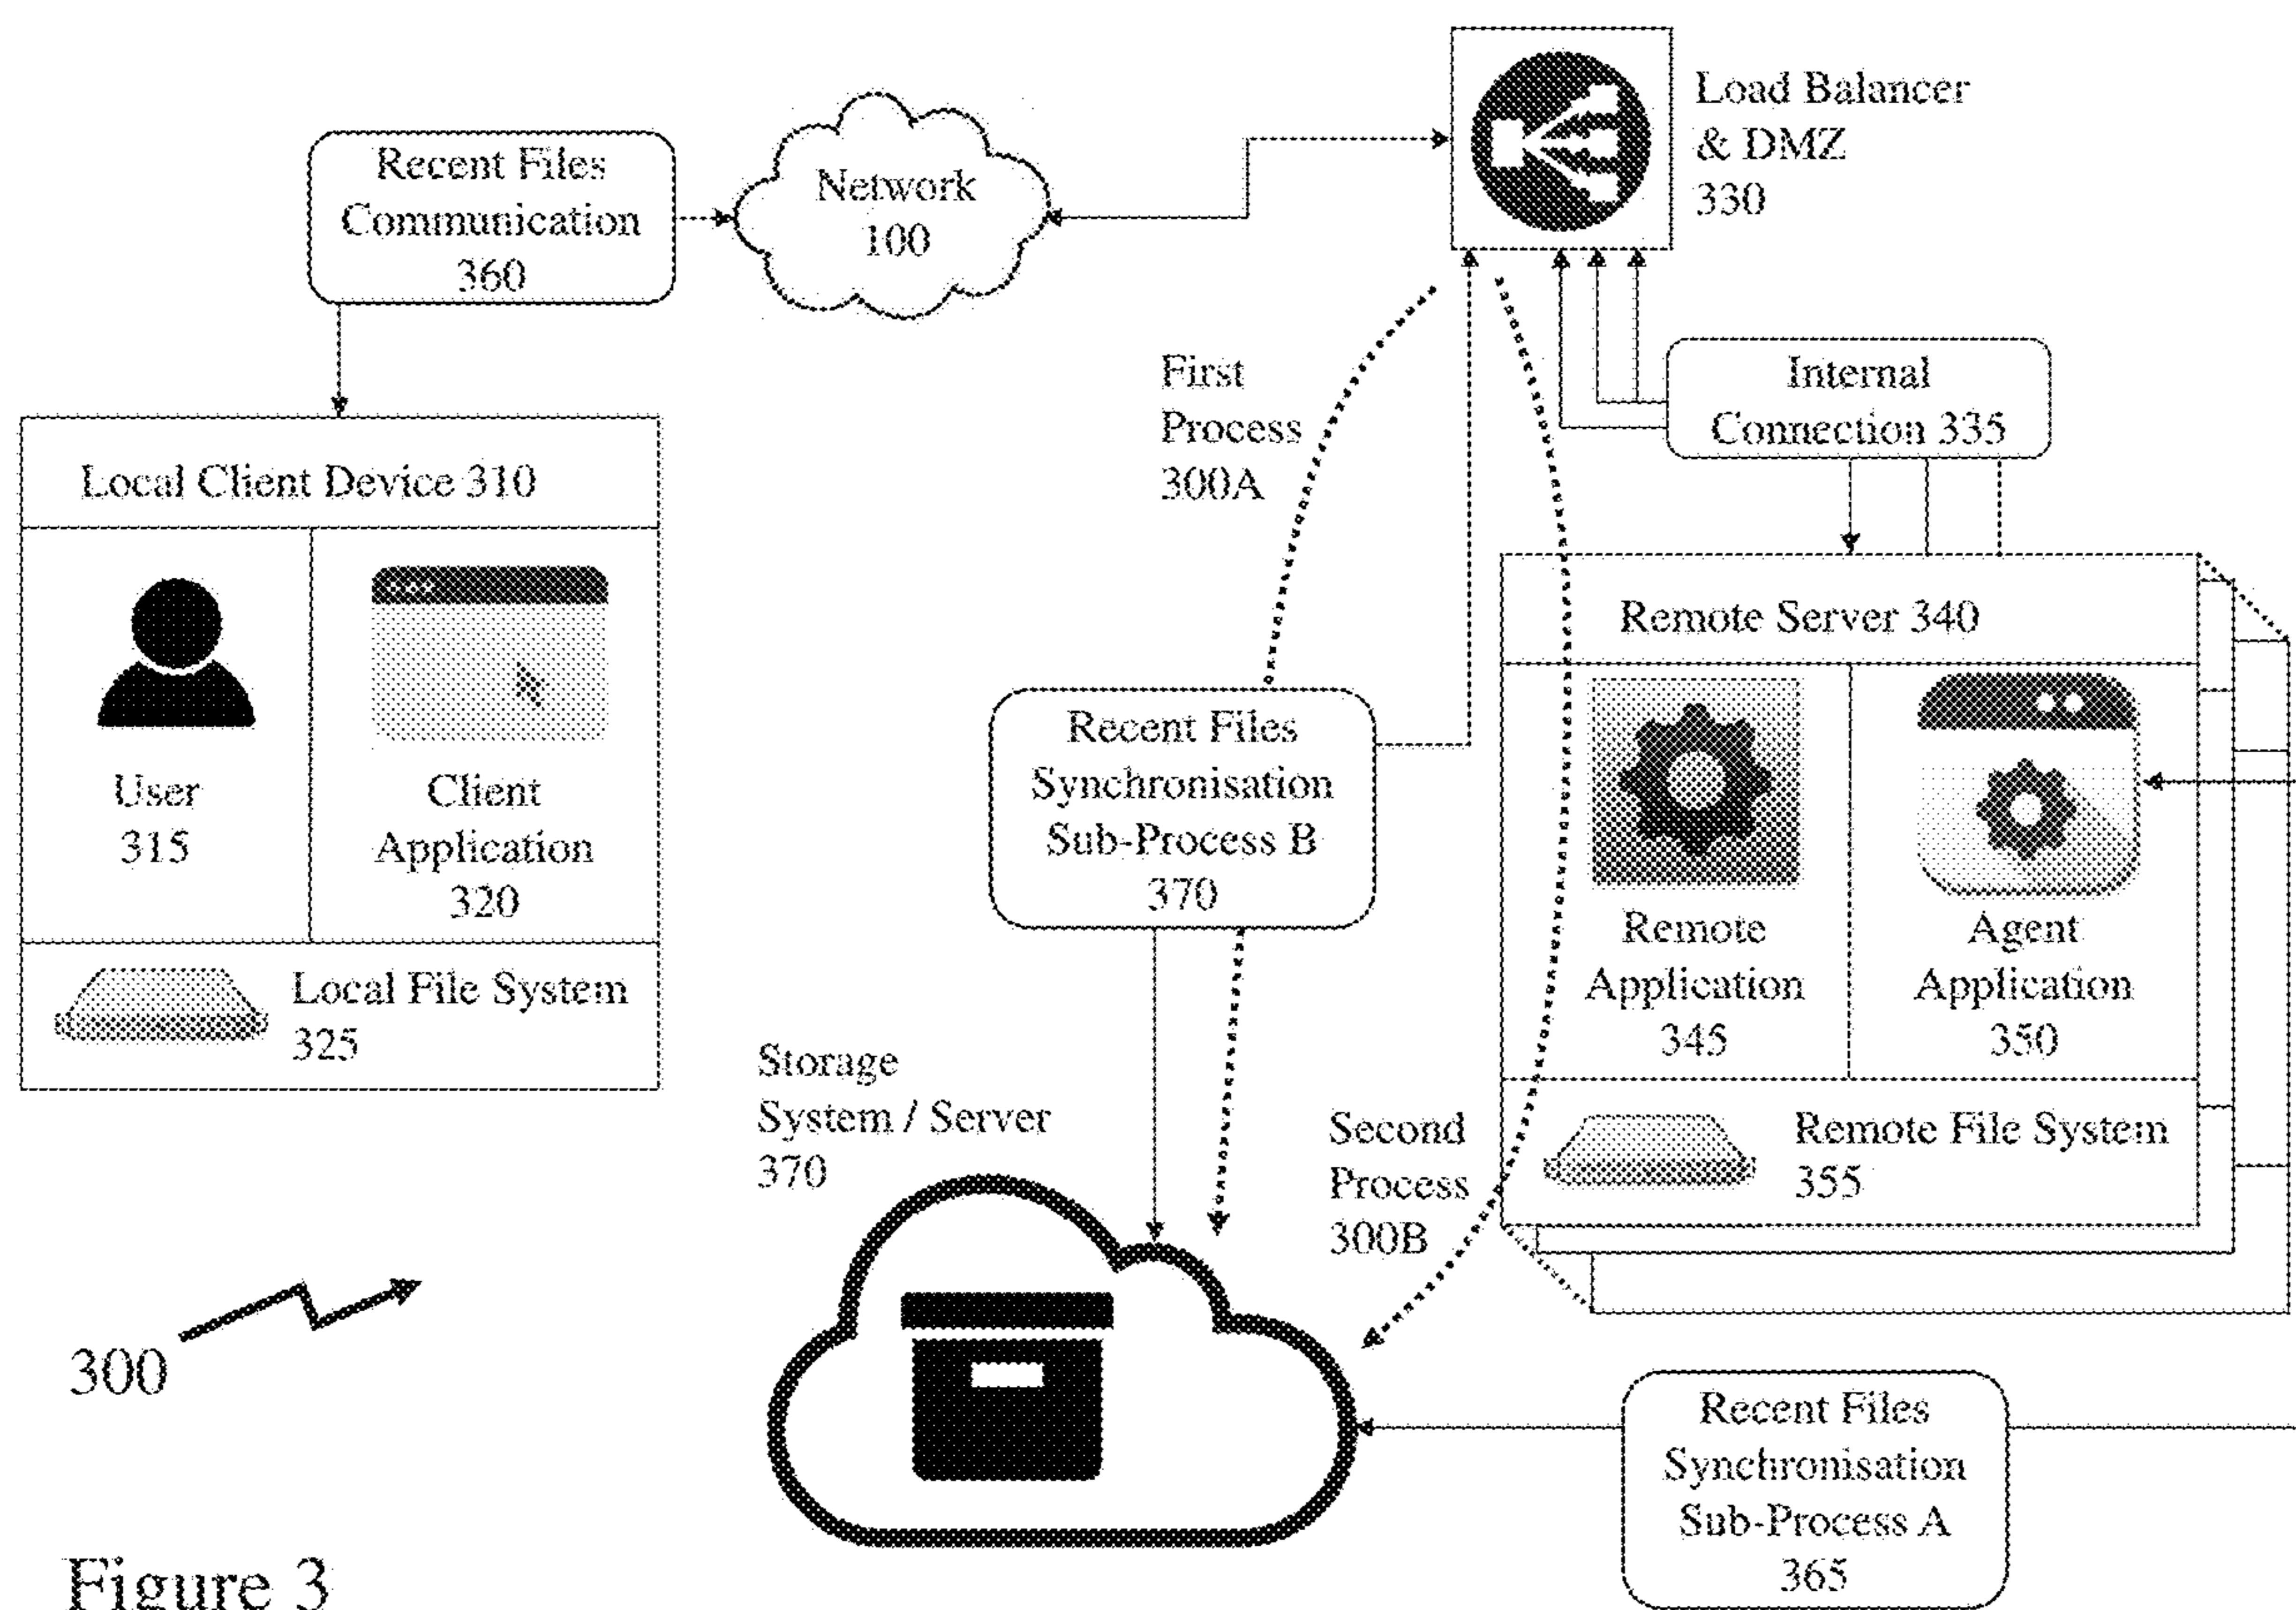 Recent Files
Communication
360
Network
100
Load Balancer
& DMZ
330
First
Process
300A
Internal
Connection 335
Local Client Device 310
User
315
Client
Application
320
Local File System
325
Recent Files
Synchronisation
Sub-Process B
370
Remote Server 340
Remote
Application
345
Agent
Application
350
Remote File System
355
Storage
System / Server
370
Second
Process
300B
300
Recent Files
Synchronisation
Sub-Process A
365
Figure 3